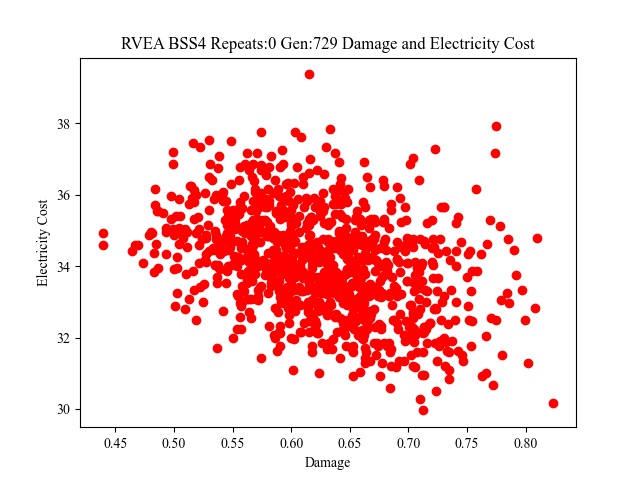 RVEA BSS4 Repeats:0 Gen:729 Damage and Electricity Cost
38
36
34
32
30
Electricity Cost
0.45 0.50 0.55 0.60 0.65 0.70 0.75 0.80
Damage